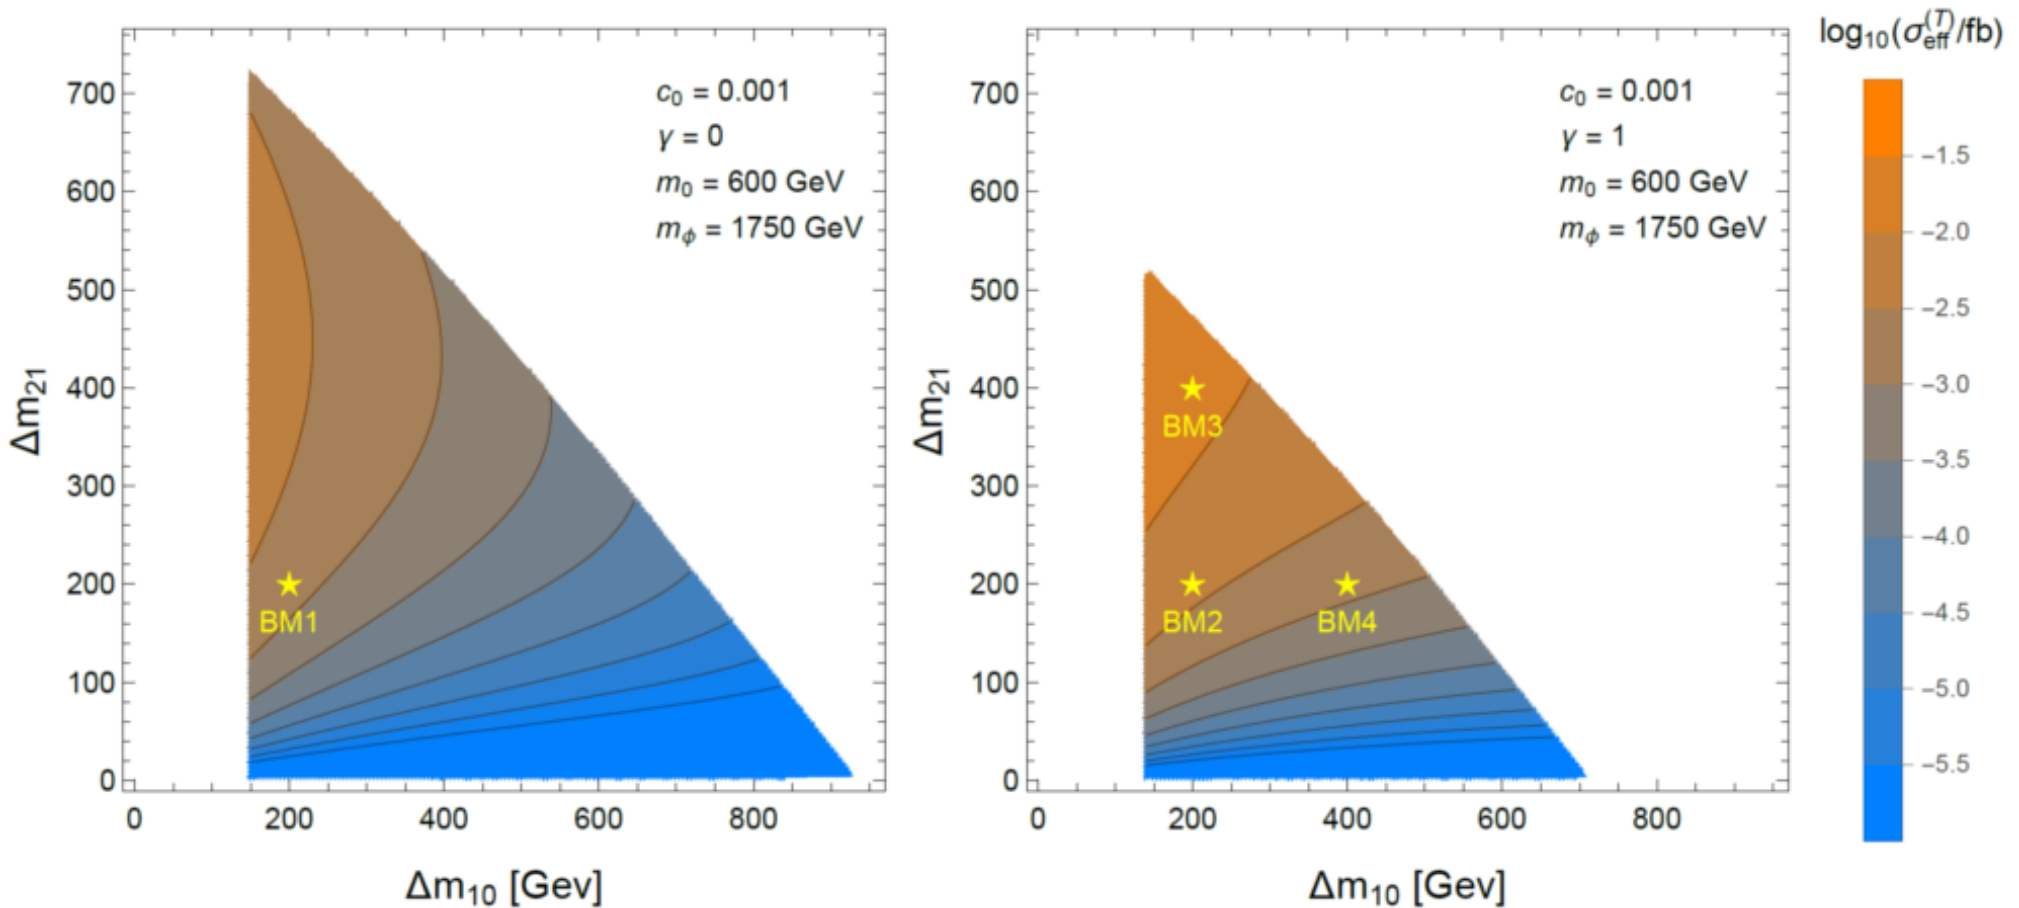 700
600
500
400
300
200
100
0
Δm₂₁
c₀ = 0.001
γ = 0
m₀ = 600 GeV
m_ϕ = 1750 GeV
BM1
0 200 400 600 800
Δm₁₀ [Gev]
700
600
500
400
300
200
100
0
Δm₂₁
c₀ = 0.001
γ = 1
m₀ = 600 GeV
m_ϕ = 1750 GeV
BM3
BM2
BM4
0 200 400 600 800
Δm₁₀ [Gev]
log₁₀(σ_eff^(T)/fb)
−1.5
−2.0
−2.5
−3.0
−3.5
−4.0
−4.5
−5.0
−5.5